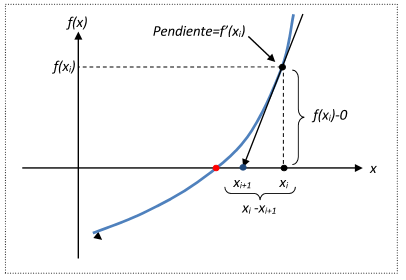 f(x)
Pendiente=f'(xᵢ)
f(xᵢ)
f(xᵢ)-0
x
xᵢ₊₁
xᵢ
xᵢ -xᵢ₊₁